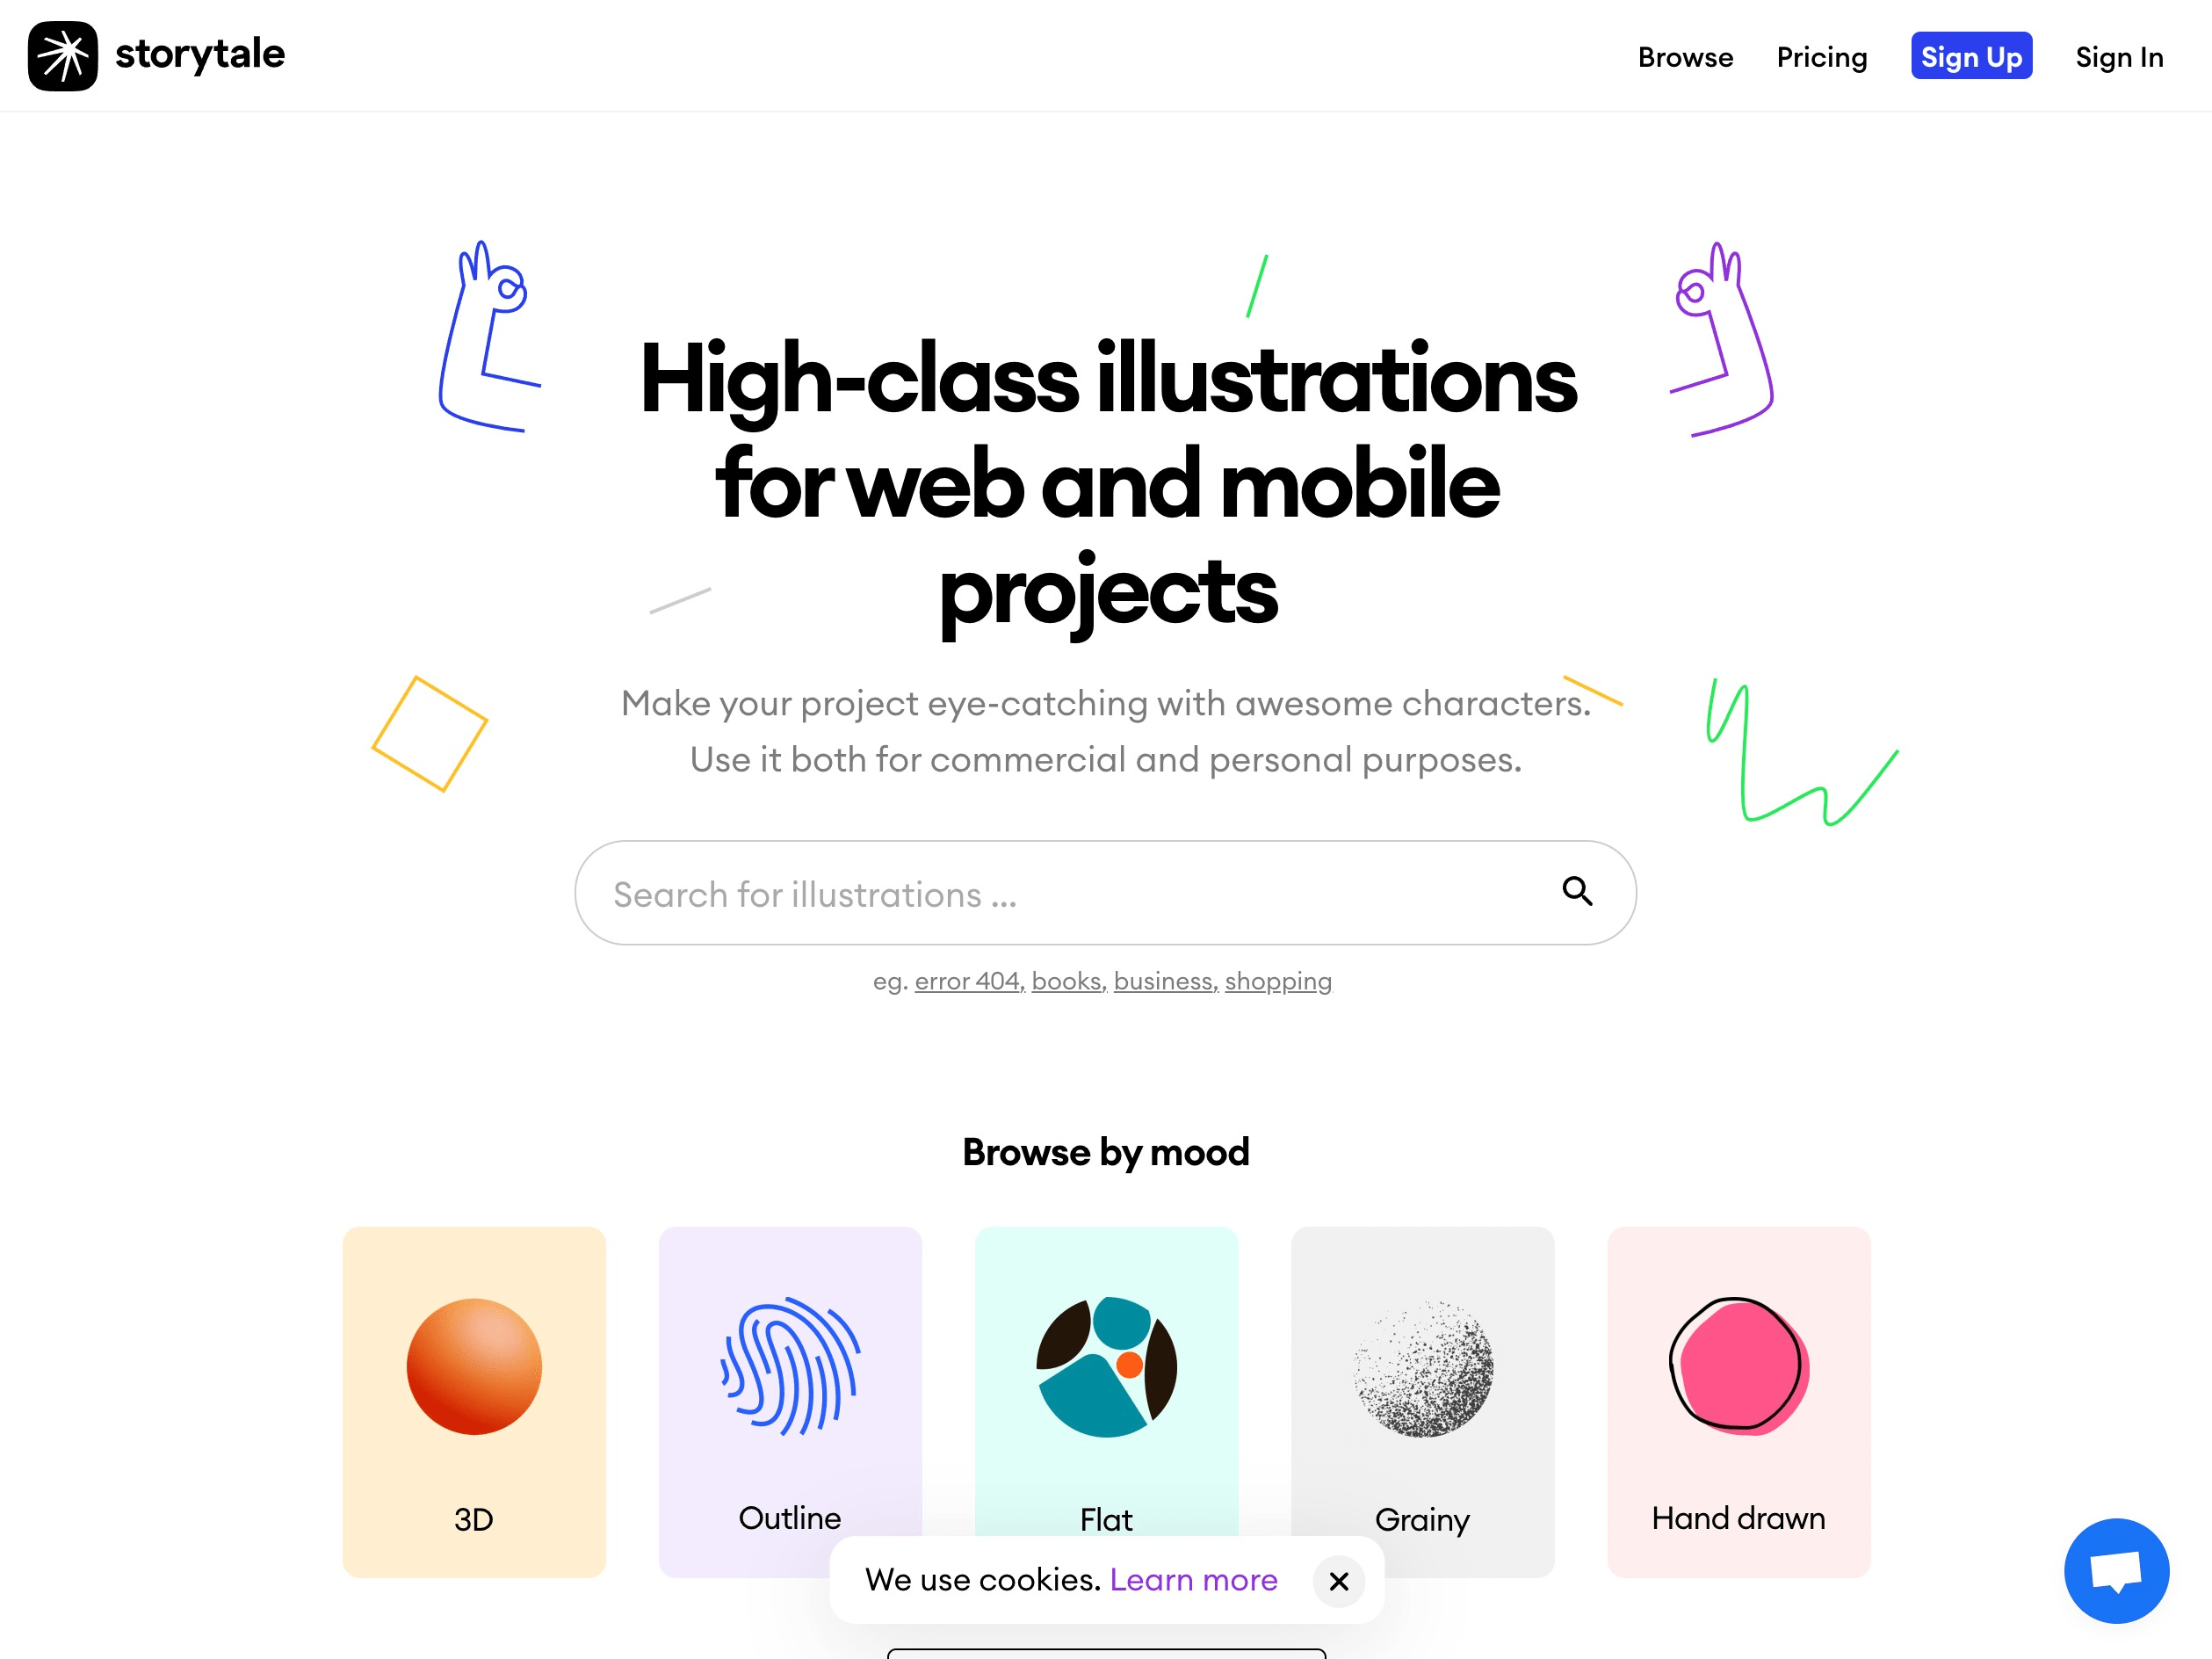 storytale
Browse
Pricing
Sign Up
Sign In
High-class illustrations
for web and mobile
projects
Make your project eye-catching with awesome characters.
Use it both for commercial and personal purposes.
Search for illustrations ...
eg. error 404, books, business, shopping
Browse by mood
3D
Outline
Flat
Grainy
Hand drawn
We use cookies. Learn more